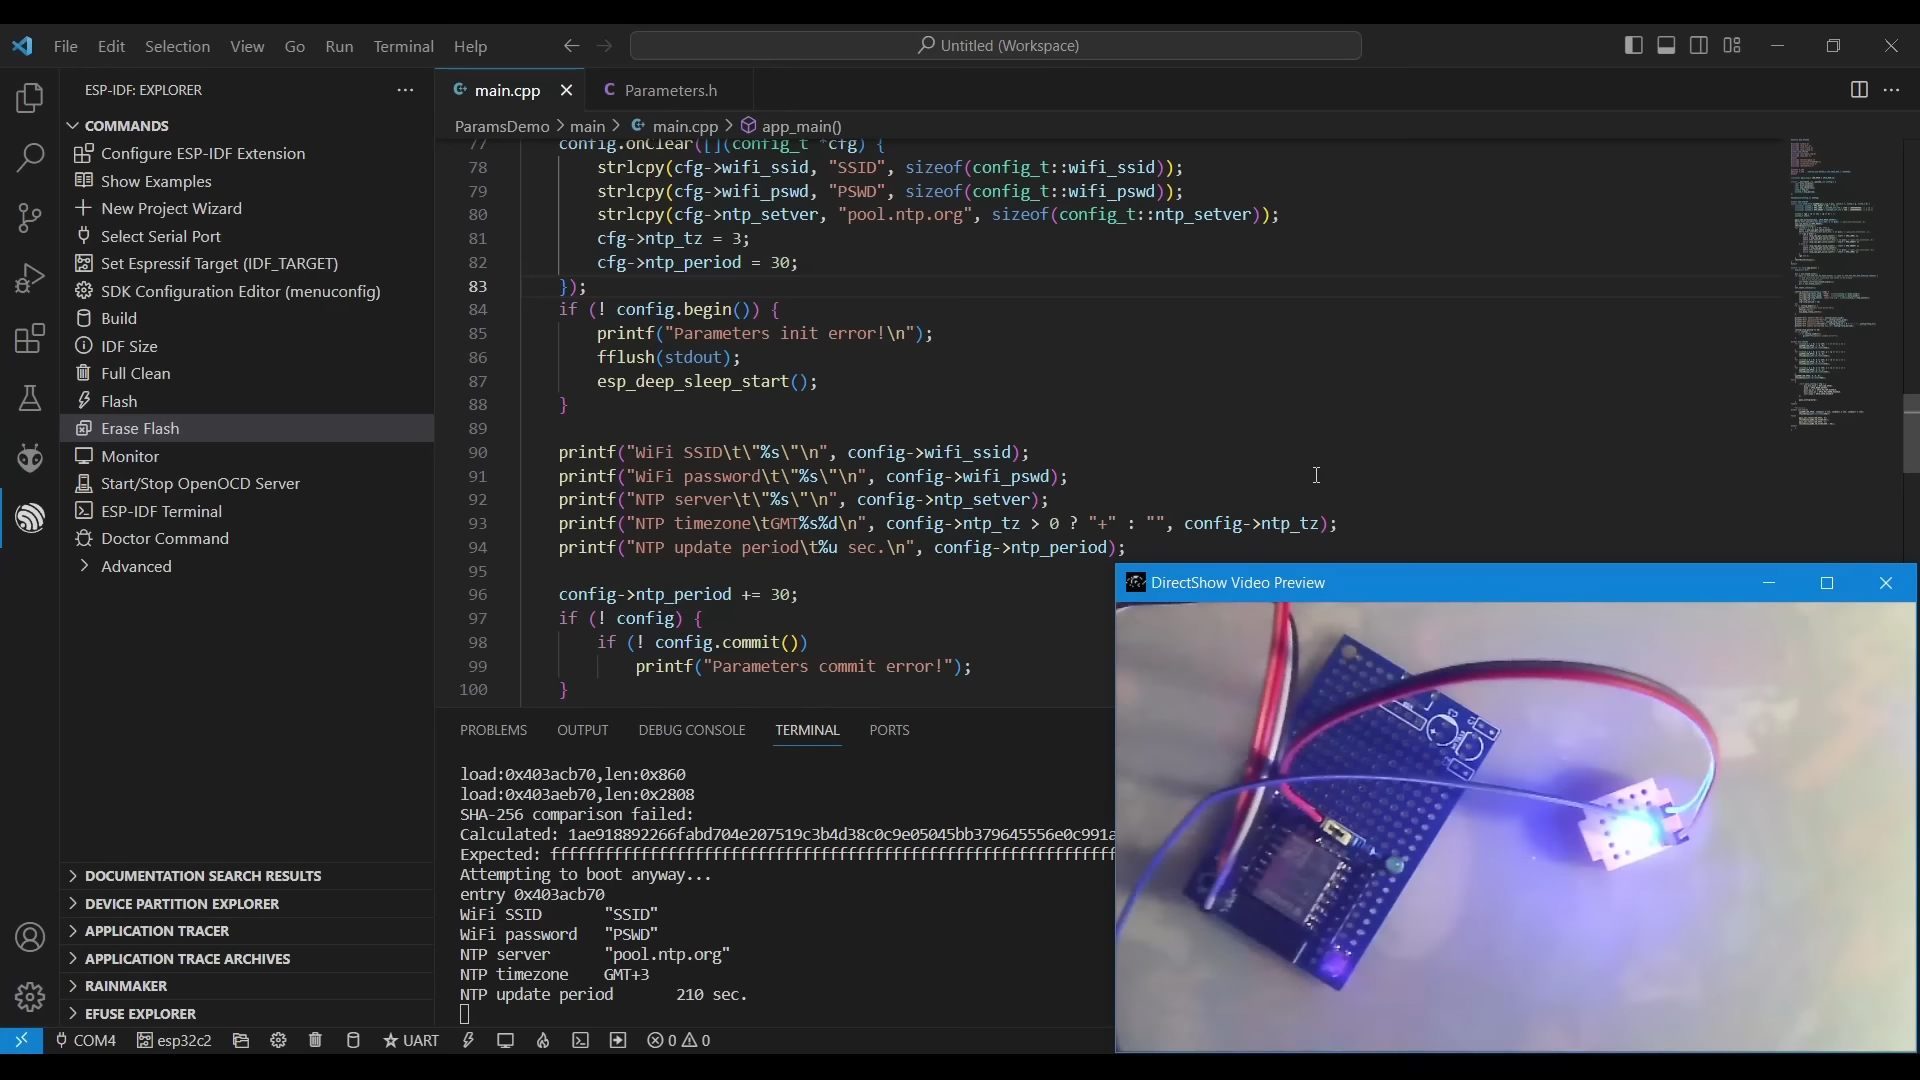 File Edit Selection View Go Run Terminal Help
Untitled (Workspace)
ESP-IDF: EXPLORER
COMMANDS
Configure ESP-IDF Extension
Show Examples
New Project Wizard
Select Serial Port
Set Espressif Target (IDF_TARGET)
SDK Configuration Editor (menuconfig)
Build
IDF Size
Full Clean
Flash
Erase Flash
Monitor
Start/Stop OpenOCD Server
ESP-IDF Terminal
Doctor Command
Advanced
DOCUMENTATION SEARCH RESULTS
DEVICE PARTITION EXPLORER
APPLICATION TRACER
APPLICATION TRACE ARCHIVES
RAINMAKER
EFUSE EXPLORER
main.cpp
Parameters.h
ParamsDemo > main > main.cpp > app_main()
77 config.onClear([](config_t *cfg) {
78 strlcpy(cfg->wifi_ssid, "SSID", sizeof(config_t::wifi_ssid));
79 strlcpy(cfg->wifi_pswd, "PSWD", sizeof(config_t::wifi_pswd));
80 strlcpy(cfg->ntp_setver, "pool.ntp.org", sizeof(config_t::ntp_setver));
81 cfg->ntp_tz = 3;
82 cfg->ntp_period = 30;
83 });
84 if (! config.begin()) {
85 printf("Parameters init error!\n");
86 fflush(stdout);
87 esp_deep_sleep_start();
88 }
89
90 printf("WiFi SSID\t\"%s\"\n", config->wifi_ssid);
91 printf("WiFi password\t\"%s\"\n", config->wifi_pswd);
92 printf("NTP server\t\"%s\"\n", config->ntp_setver);
93 printf("NTP timezone\tGMT%s%d\n", config->ntp_tz > 0 ? "+" : "", config->ntp_tz);
94 printf("NTP update period\t%u sec.\n", config->ntp_period);
95
96 config->ntp_period += 30;
97 if (! config) {
98 if (! config.commit())
99 printf("Parameters commit error!");
100 }
PROBLEMS OUTPUT DEBUG CONSOLE TERMINAL PORTS
load:0x403acb70,len:0x860
load:0x403aeb70,len:0x2808
SHA-256 comparison failed:
Calculated: 1ae918892266fabd704e207519c3b4d38c0c9e05045bb379645556e0c991a
Expected: ffffffffffffffffffffffffffffffffffffffffffffffffffffffffffff
Attempting to boot anyway...
entry 0x403acb70
WiFi SSID "SSID"
WiFi password "PSWD"
NTP server "pool.ntp.org"
NTP timezone GMT+3
NTP update period 210 sec.
DirectShow Video Preview
COM4 esp32c2 UART 0 0